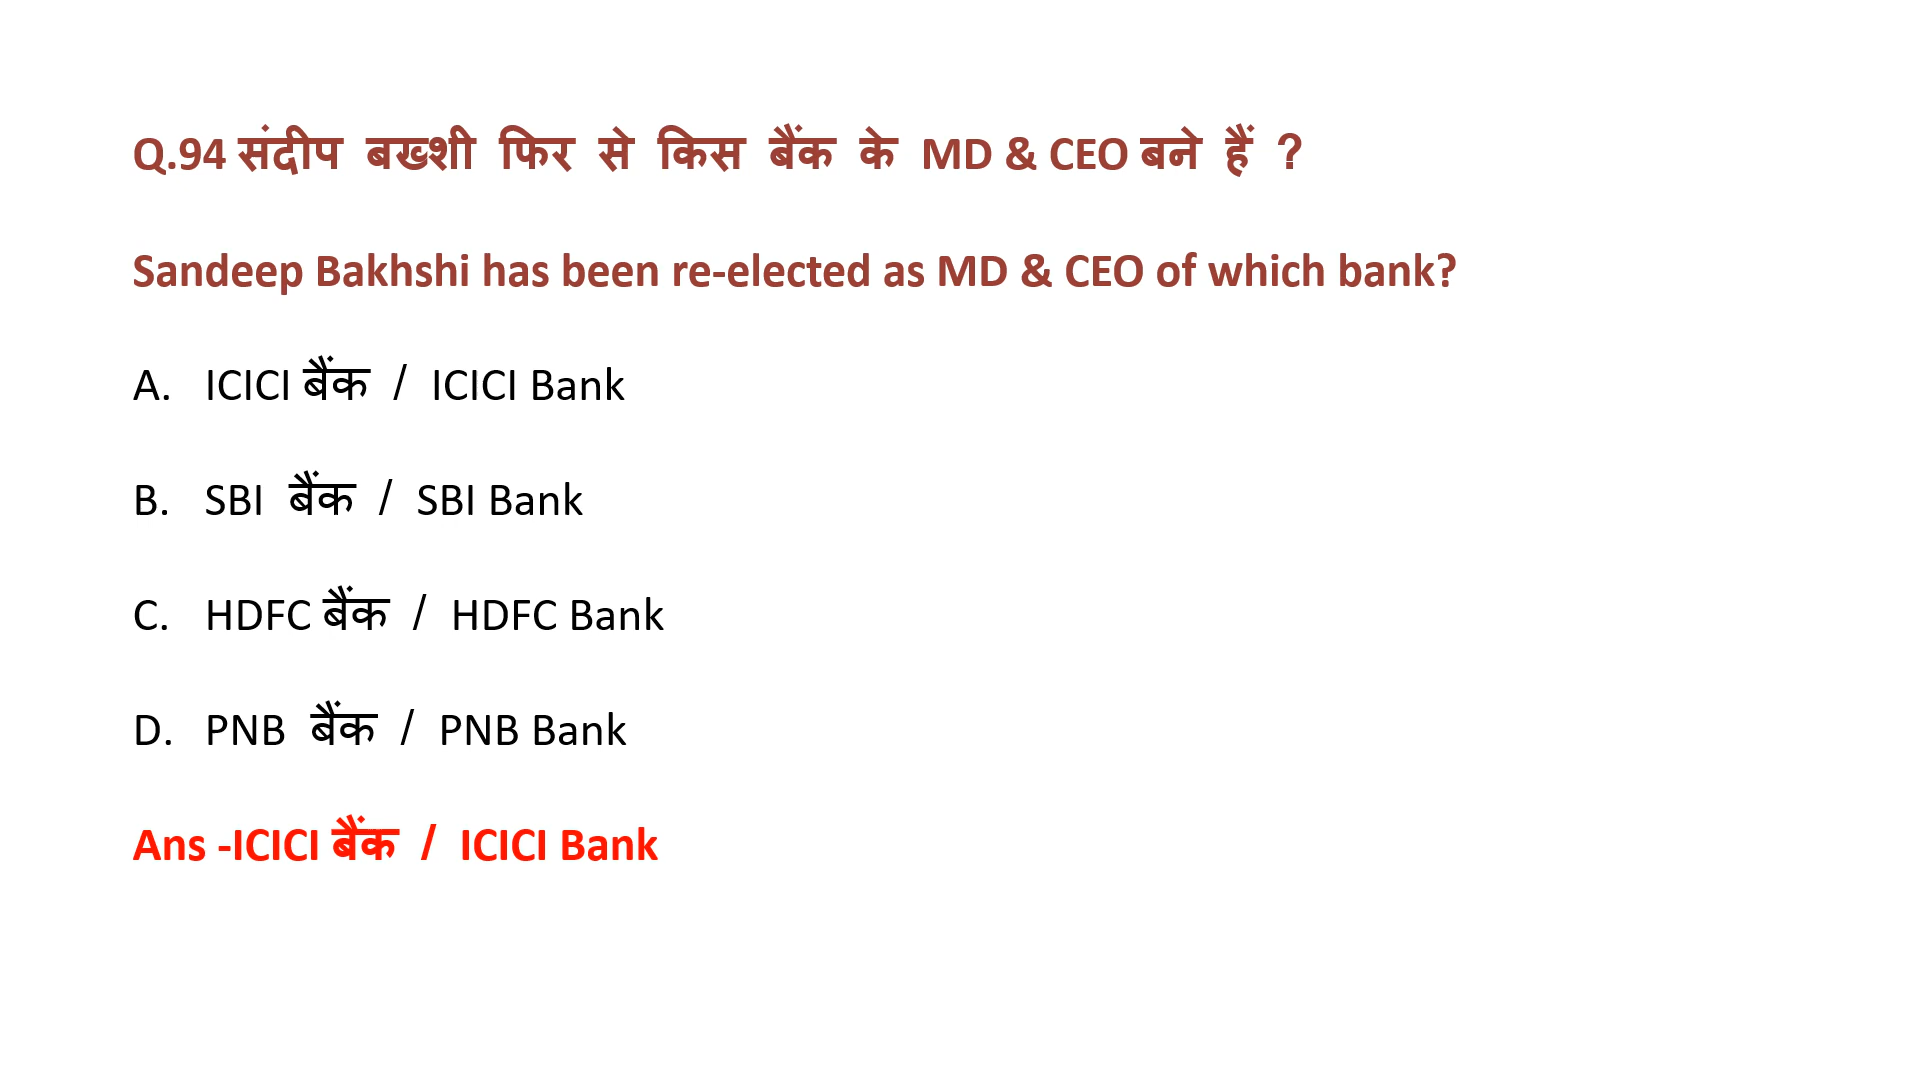 Q.94 संदीप बख्शी फिर से किस बैंक के MD & CEO बने हैं ?
Sandeep Bakhshi has been re-elected as MD & CEO of which bank?
A. ICICI बैंक / ICICI Bank
B. SBI बैंक / SBI Bank
C. HDFC बैंक / HDFC Bank
D. PNB बैंक / PNB Bank
Ans -ICICI बैंक / ICICI Bank